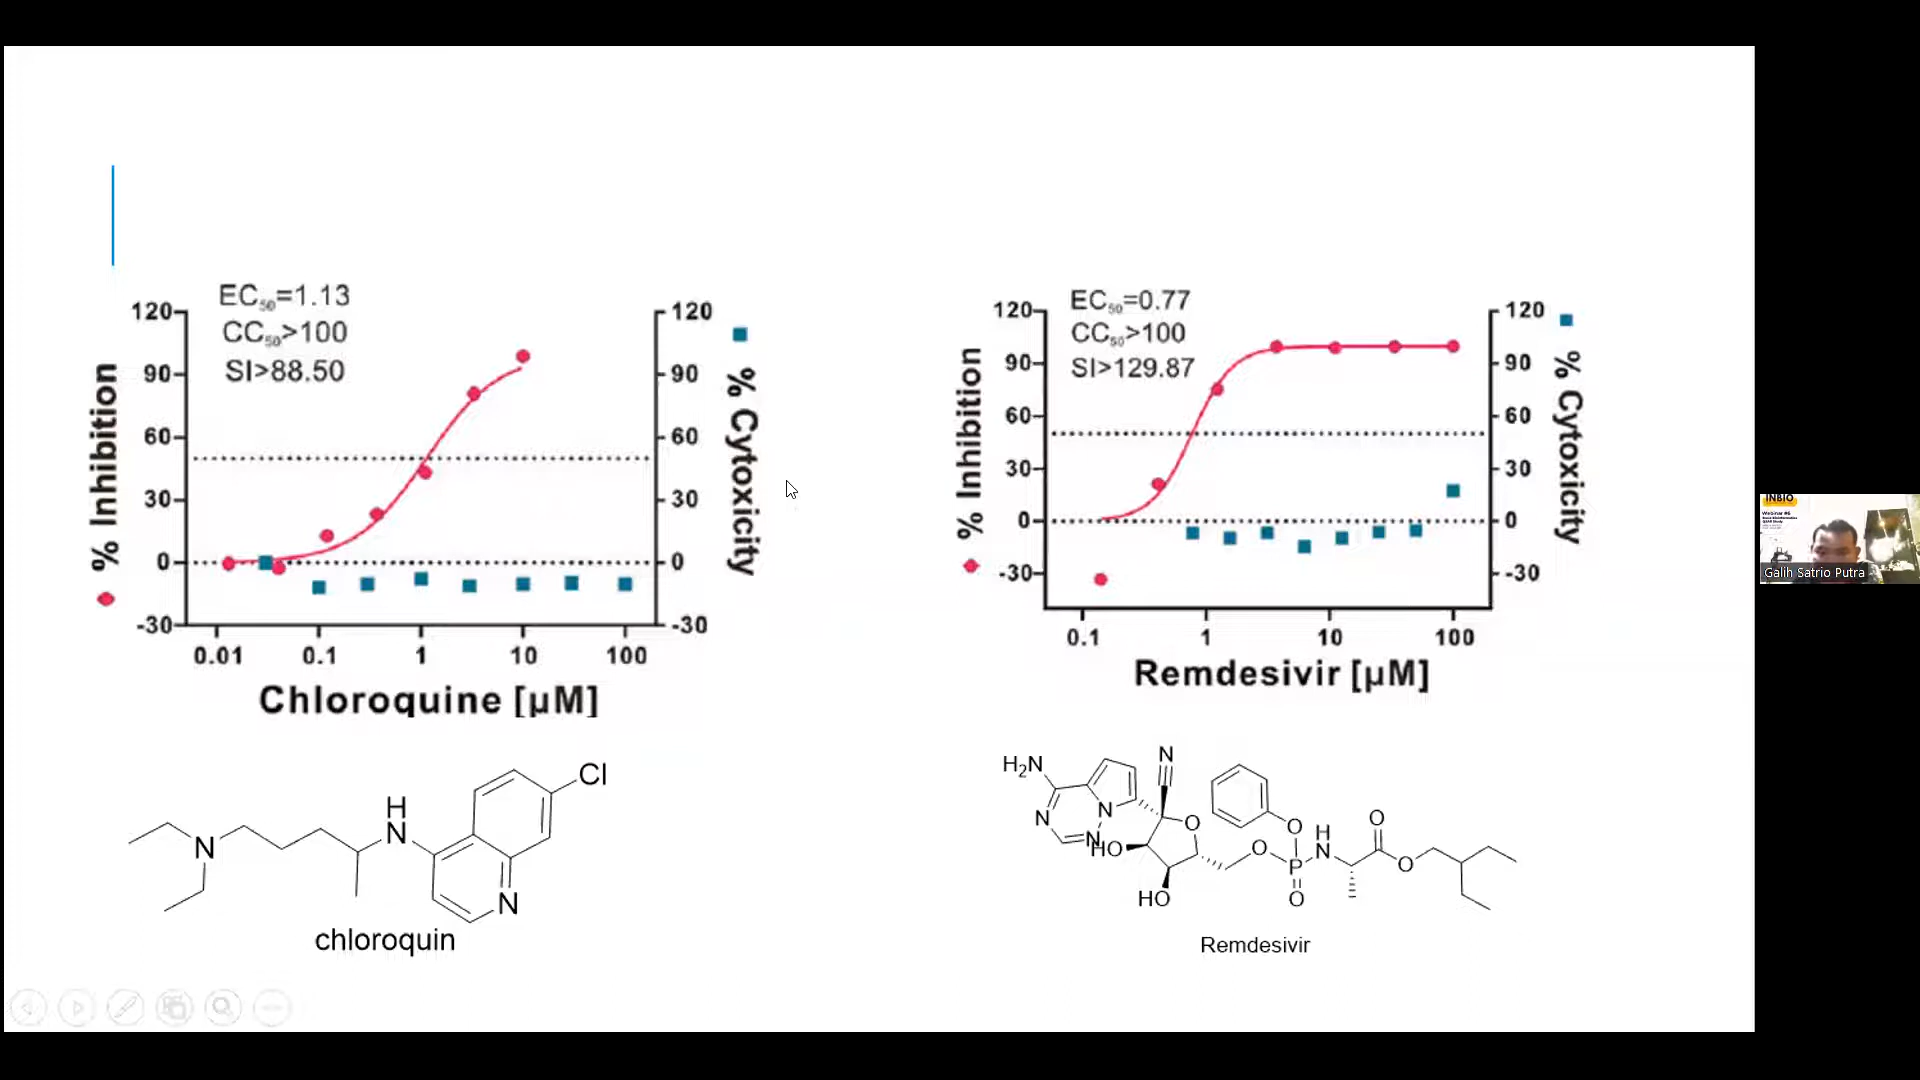 EC50=1.13
CC50>100
SI>88.50
120
90
60
30
0
-30
120
90
60
30
0
-30
% Inhibition
% Cytoxicity
0.01 0.1 1 10 100
Chloroquine [µM]
EC50=0.77
CC50>100
SI>129.87
120
90
60
30
0
-30
120
90
60
30
0
-30
% Inhibition
% Cytoxicity
0.1 1 10 100
Remdesivir [µM]
Cl
H
N
N
N
chloroquin
H2N
N
N
N
N
O
HO
HO
O
O
P
O
H
N
O
O
Remdesivir
INBIO
Webinar #6
Galih Satrio Putra